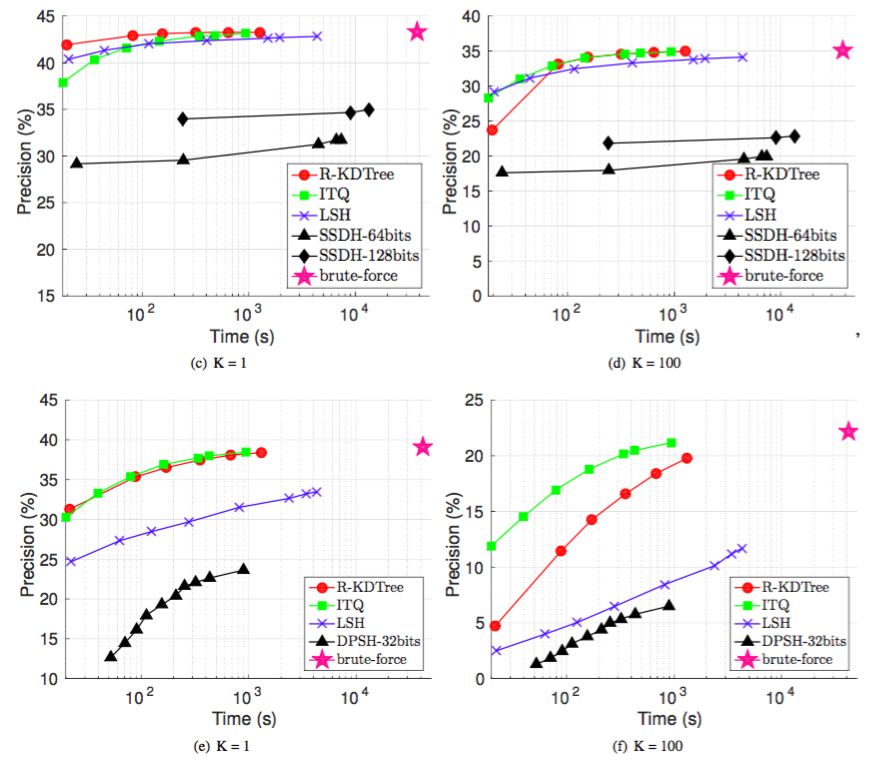 45
40
35
30
25
20
15
Precision (%)
R-KDTree
ITQ
LSH
SSDH-64bits
SSDH-128bits
brute-force
10^2 10^3 10^4
Time (s)
(c) K = 1
40
35
30
25
20
15
10
5
0
Precision (%)
R-KDTree
ITQ
LSH
SSDH-64bits
SSDH-128bits
brute-force
10^2 10^3 10^4
Time (s)
,
(d) K = 100
45
40
35
30
25
20
15
10
Precision (%)
R-KDTree
ITQ
LSH
DPSH-32bits
brute-force
10^2 10^3 10^4
Time (s)
(e) K = 1
25
20
15
10
5
0
Precision (%)
R-KDTree
ITQ
LSH
DPSH-32bits
brute-force
10^2 10^3 10^4
Time (s)
(f) K = 100